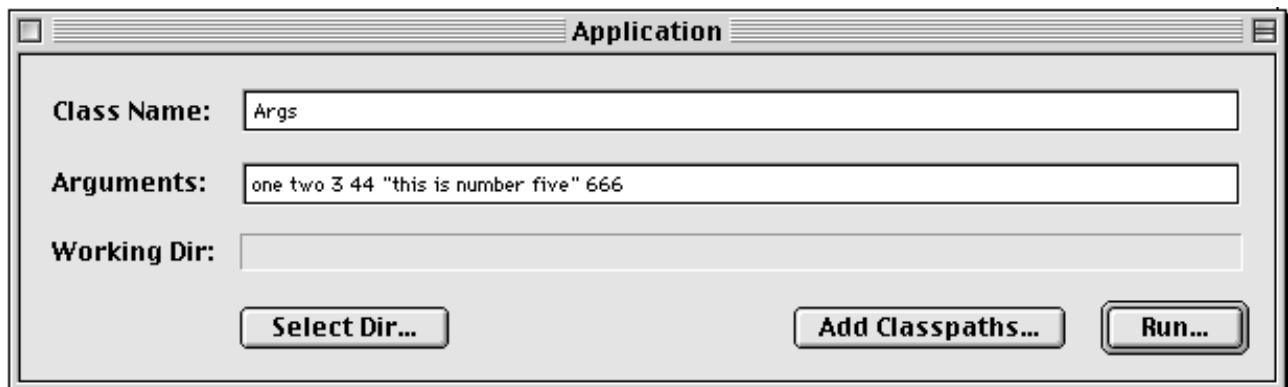 Application
Class Name: Args
Arguments: one two 3 44 "this is number five" 666
Working Dir:
Select Dir... Add Classpaths... Run...